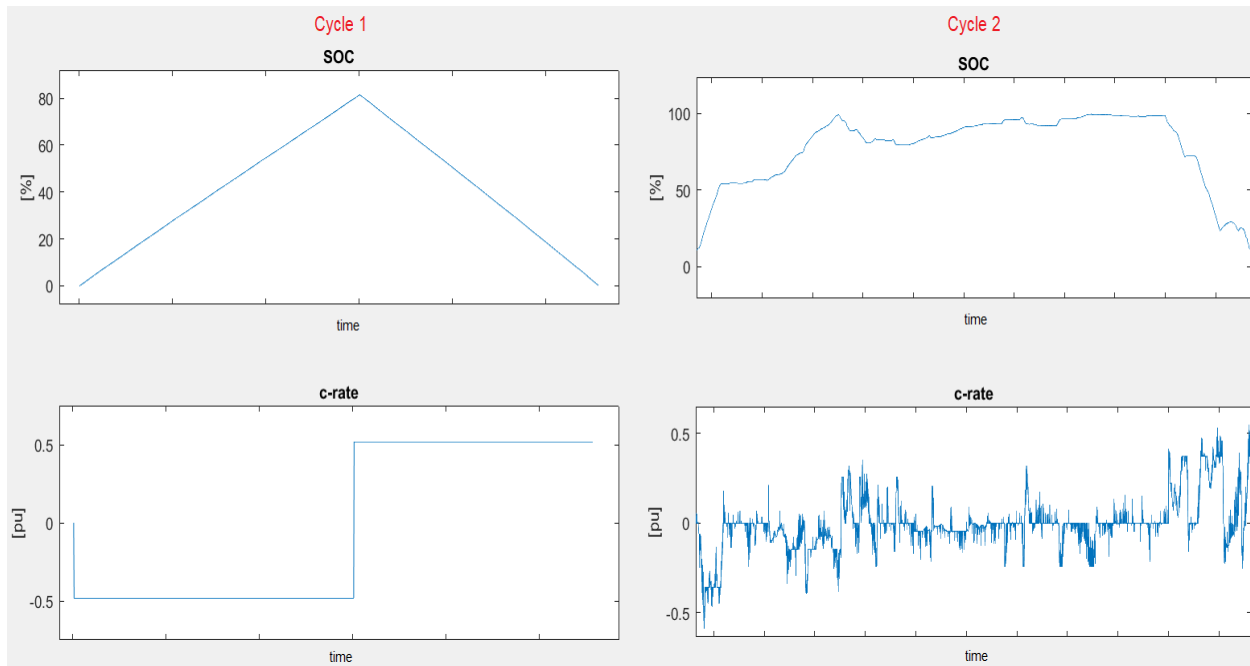 Cycle 1
SOC
80
60
40
20
0
[%]
time
c-rate
0.5
0
-0.5
[pu]
time
Cycle 2
SOC
100
50
0
[%]
time
c-rate
0.5
0
-0.5
[pu]
time